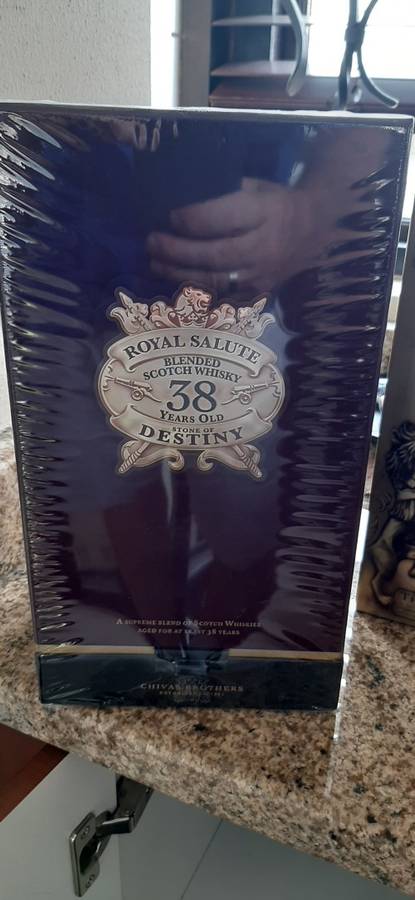 ROYAL SALUTE
BLENDED
SCOTCH WHISKY
38
YEARS OLD
STONE OF
DESTINY
A SUPREME BLEND OF SCOTCH WHISKIES
AGED FOR AT LEAST 38 YEARS
CHIVAS BROTHERS